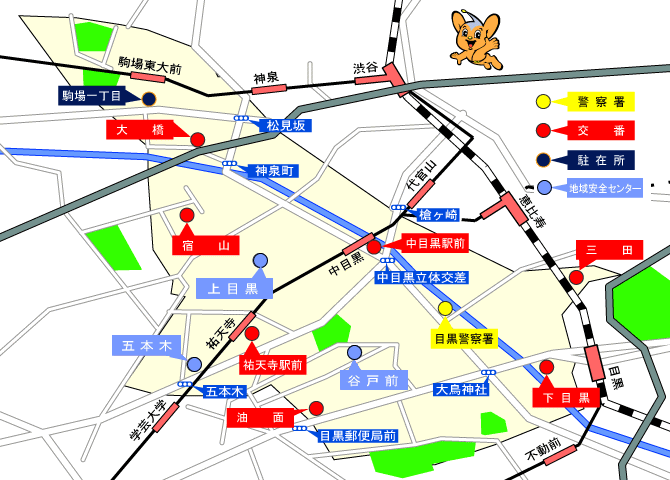 駒場東大前
神泉
渋谷
駒場一丁目
警察署
交番
駐在所
地域安全センター
大橋
松見坂
神泉町
代官山
槍ヶ崎
恵比寿
宿山
中目黒駅前
三田
中目黒
中目黒立体交差
上目黒
祐天寺
目黒警察署
五本木
祐天寺駅前
谷戸前
目黒
五本木
大鳥神社
下目黒
学芸大学
油面
目黒郵便局前
不動前